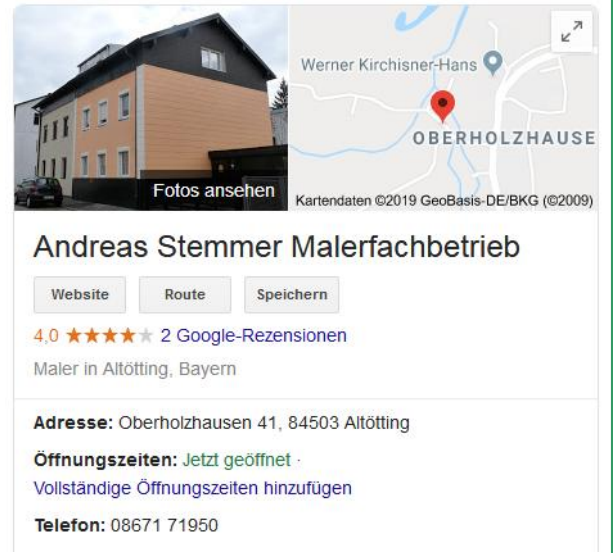 Werner Kirchisner-Hans
OBERHOLZHAUSE
Fotos ansehen
Kartendaten ©2019 GeoBasis-DE/BKG (©2009)
Andreas Stemmer Malerfachbetrieb
Website Route Speichern
4,0 ★★★★★ 2 Google-Rezensionen
Maler in Altötting, Bayern
Adresse: Oberholzhausen 41, 84503 Altötting
Öffnungszeiten: Jetzt geöffnet ·
Vollständige Öffnungszeiten hinzufügen
Telefon: 08671 71950